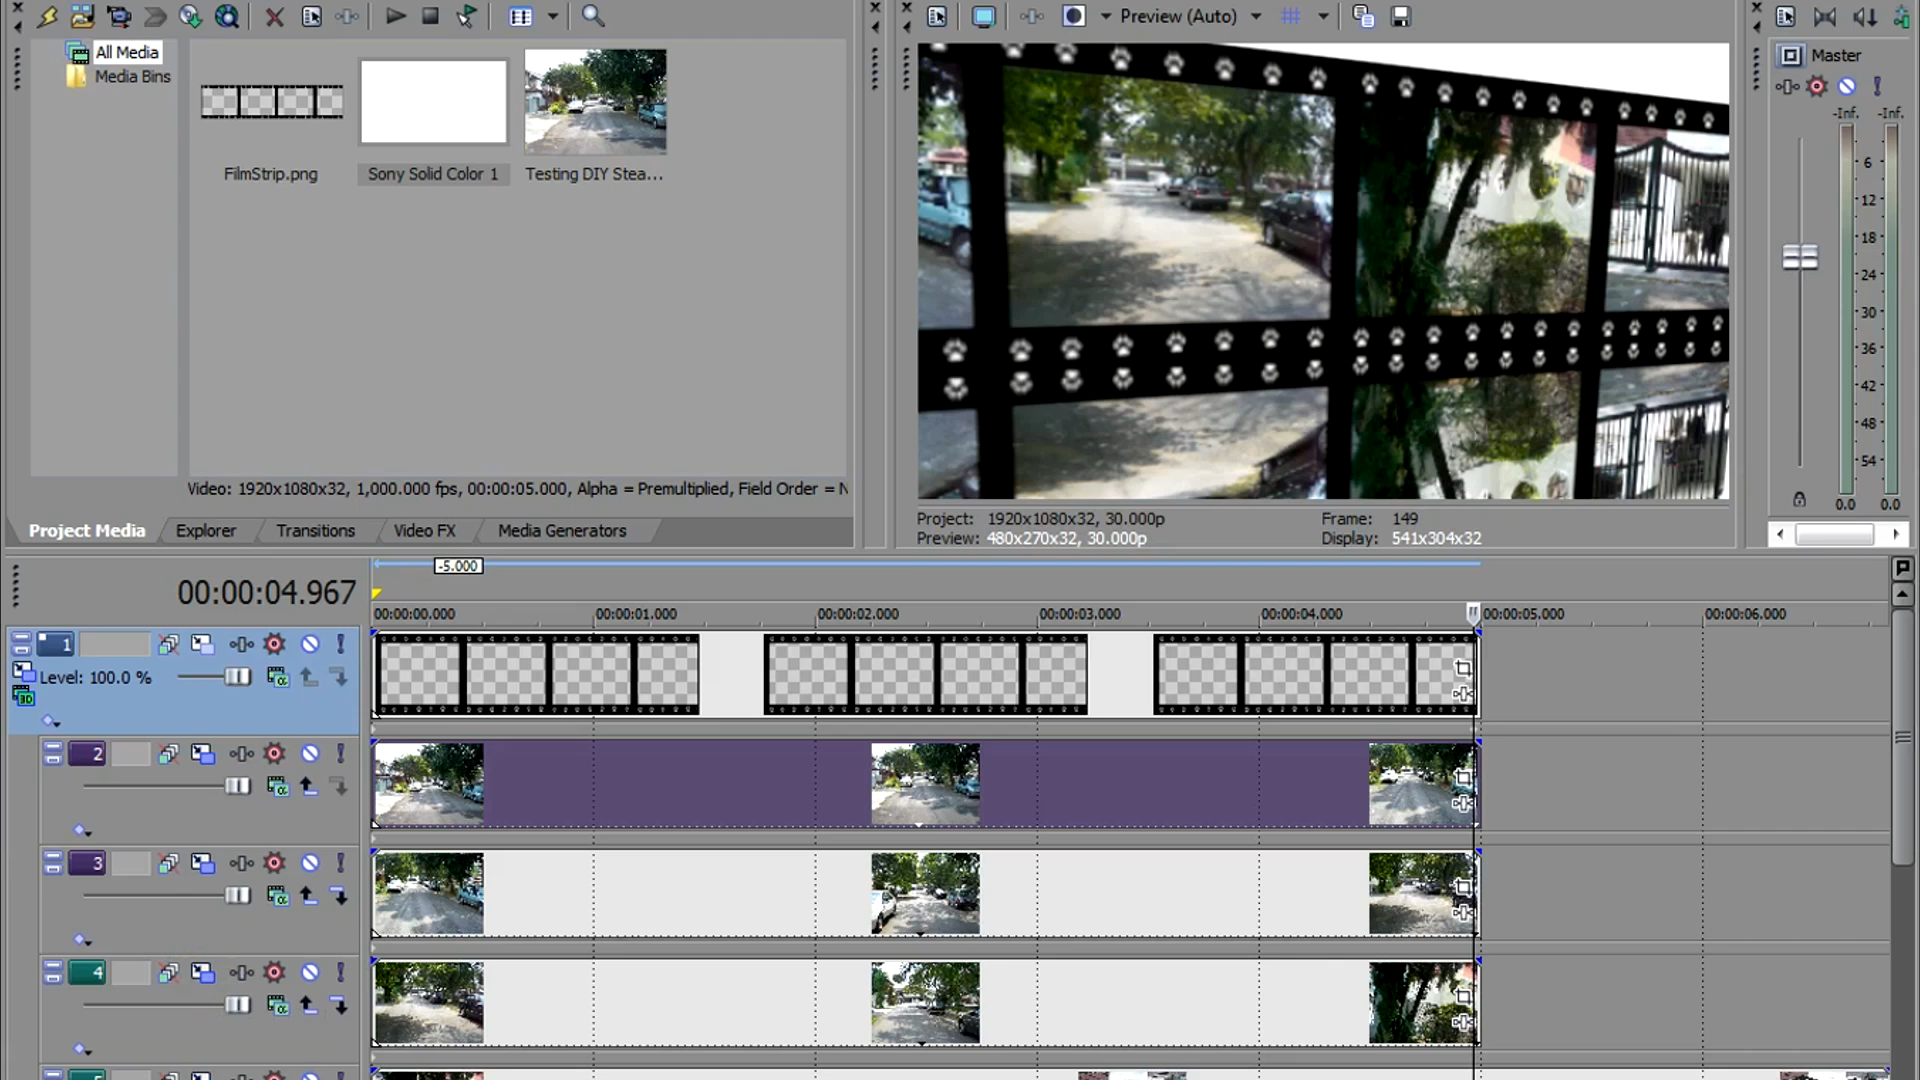 Preview (Auto)
All Media
Media Bins
FilmStrip.png
Sony Solid Color 1
Testing DIY Stea...
Master
-Inf.
-Inf.
6
12
18
24
30
36
42
48
54
0.0
0.0
Video: 1920x1080x32, 1,000.000 fps, 00:00:05.000, Alpha = Premultiplied, Field Order = N
Project Media
Explorer
Transitions
Video FX
Media Generators
Project: 1920x1080x32, 30.000p
Frame: 149
Preview: 480x270x32, 30.000p
Display: 541x304x32
-5.000
00:00:04.967
00:00:00.000
00:00:01.000
00:00:02.000
00:00:03.000
00:00:04.000
00:00:05.000
00:00:06.000
1
Level: 100.0 %
3D
2
3
4